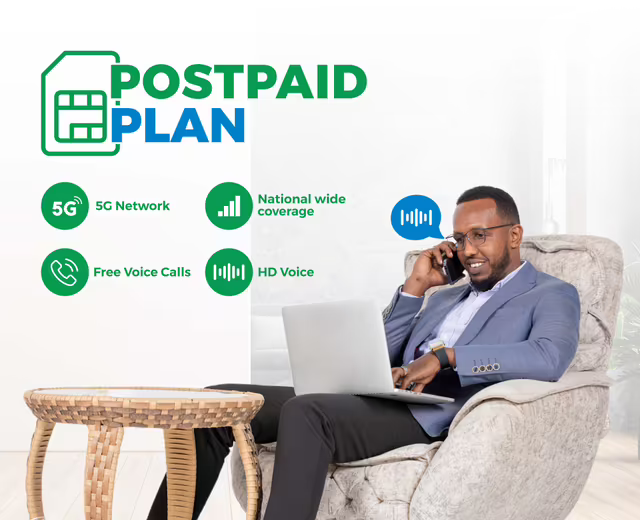 POSTPAID
PLAN
5G
5G Network
National wide
coverage
Free Voice Calls
HD Voice